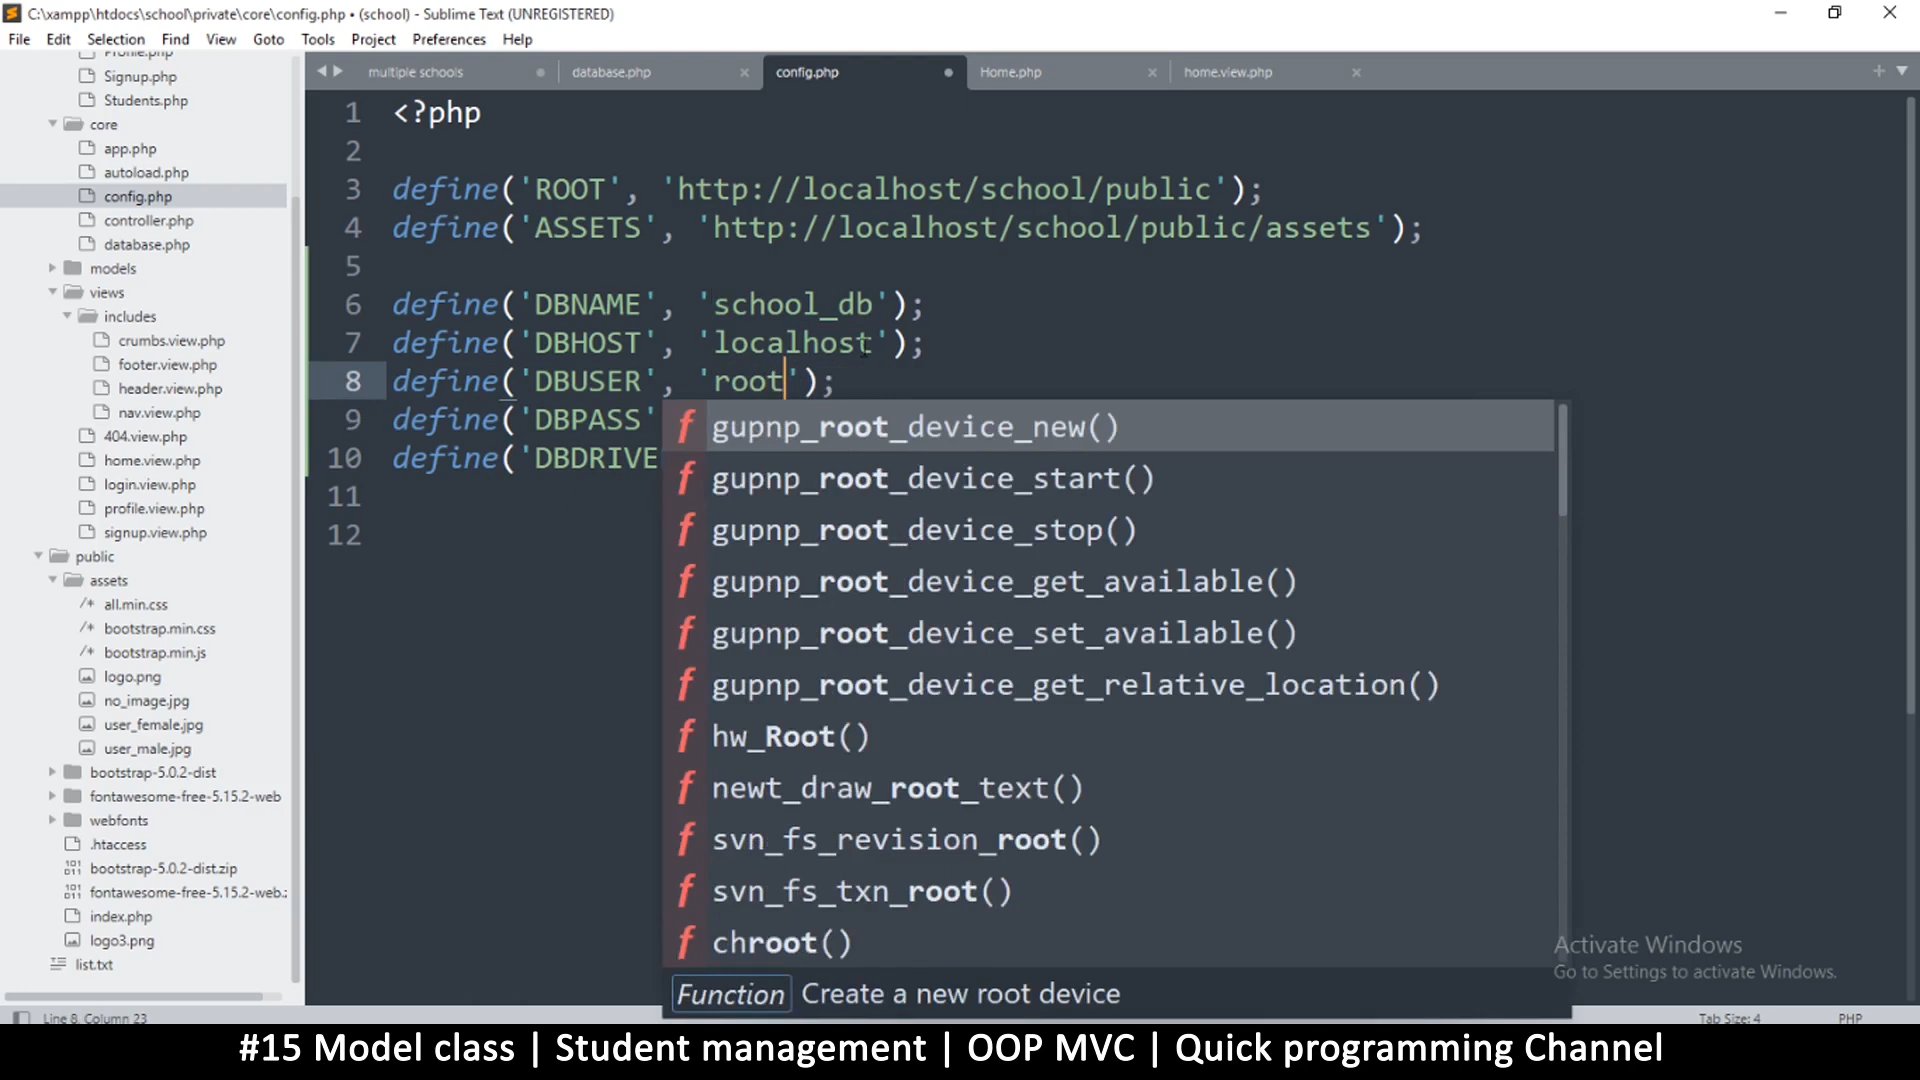 C:\xampp\htdocs\school\private\core\config.php • (school) - Sublime Text (UNREGISTERED)
File Edit Selection Find View Goto Tools Project Preferences Help
multiple schools database.php config.php Home.php home.view.php
Profile.php
Signup.php
Students.php
core
app.php
autoload.php
config.php
controller.php
database.php
models
views
includes
crumbs.view.php
footer.view.php
header.view.php
nav.view.php
404.view.php
home.view.php
login.view.php
profile.view.php
signup.view.php
public
assets
all.min.css
bootstrap.min.css
bootstrap.min.js
logo.png
no_image.jpg
user_female.jpg
user_male.jpg
bootstrap-5.0.2-dist
fontawesome-free-5.15.2-web
webfonts
.htaccess
bootstrap-5.0.2-dist.zip
fontawesome-free-5.15.2-web.z
index.php
logo3.png
list.txt
1 <?php
2
3 define('ROOT', 'http://localhost/school/public');
4 define('ASSETS', 'http://localhost/school/public/assets');
5
6 define('DBNAME', 'school_db');
7 define('DBHOST', 'localhost');
8 define('DBUSER', 'root');
9 define('DBPASS'
10 define('DBDRIVE
11
12
f gupnp_root_device_new()
f gupnp_root_device_start()
f gupnp_root_device_stop()
f gupnp_root_device_get_available()
f gupnp_root_device_set_available()
f gupnp_root_device_get_relative_location()
f hw_Root()
f newt_draw_root_text()
f svn_fs_revision_root()
f svn_fs_txn_root()
f chroot()
Function Create a new root device
Activate Windows
Go to Settings to activate Windows.
Line 8, Column 23 Tab Size: 4 PHP
#15 Model class | Student management | OOP MVC | Quick programming Channel